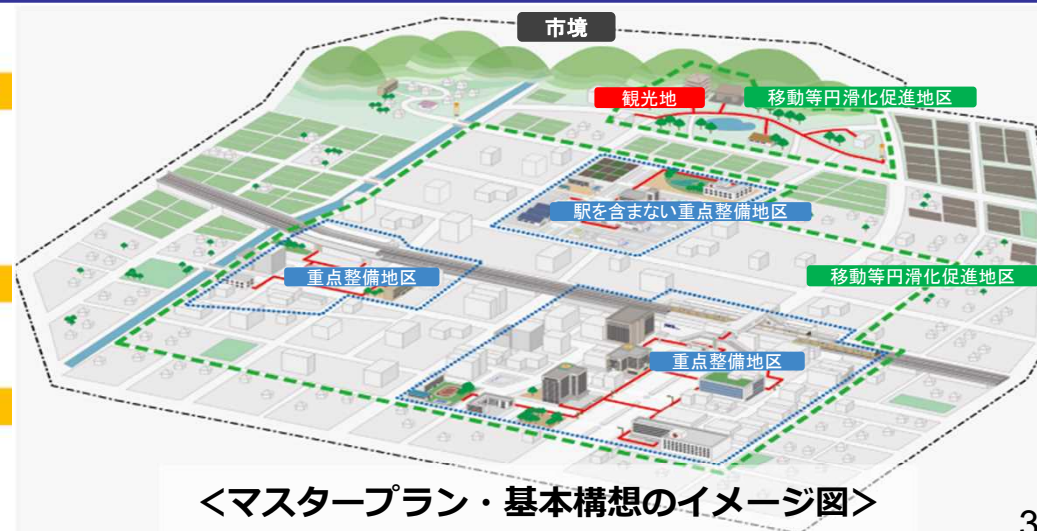 市境
観光地
移動等円滑化促進地区
駅を含まない重点整備地区
重点整備地区
移動等円滑化促進地区
重点整備地区
＜マスタープラン・基本構想のイメージ図＞
3